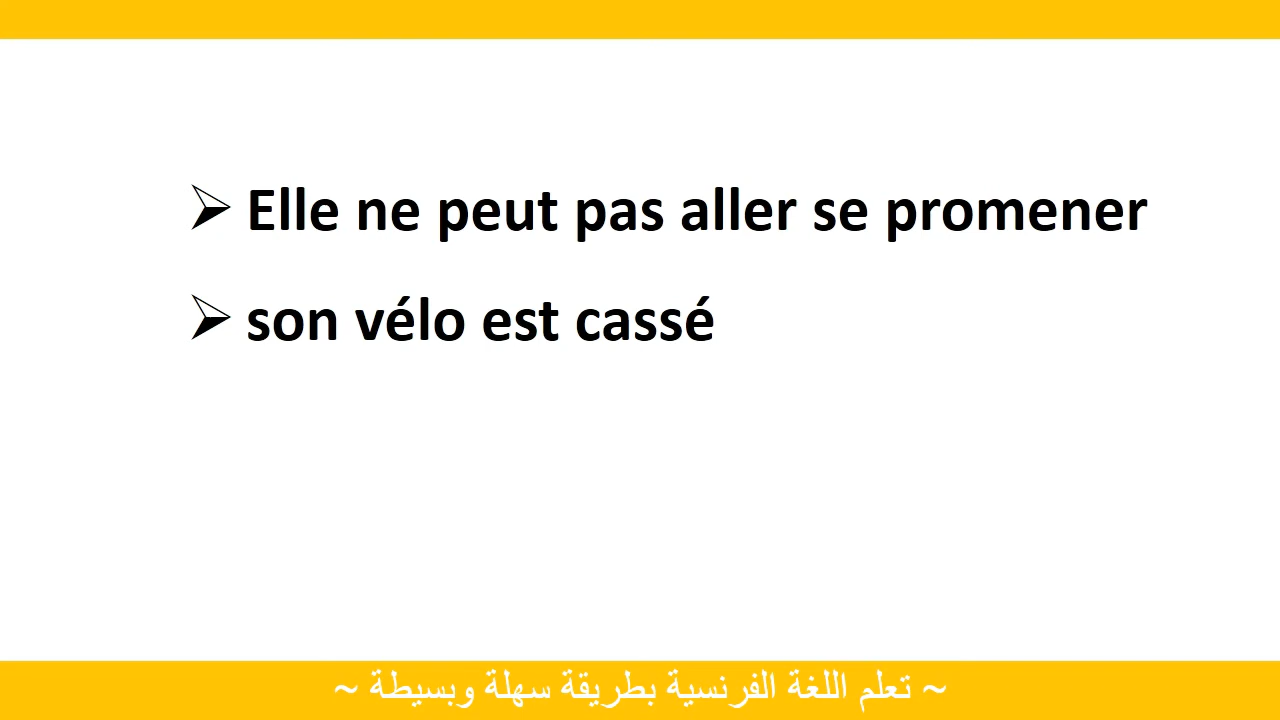 ➢ Elle ne peut pas aller se promener
➢ son vélo est cassé
~ تعلم اللغة الفرنسية بطريقة سهلة وبسيطة ~